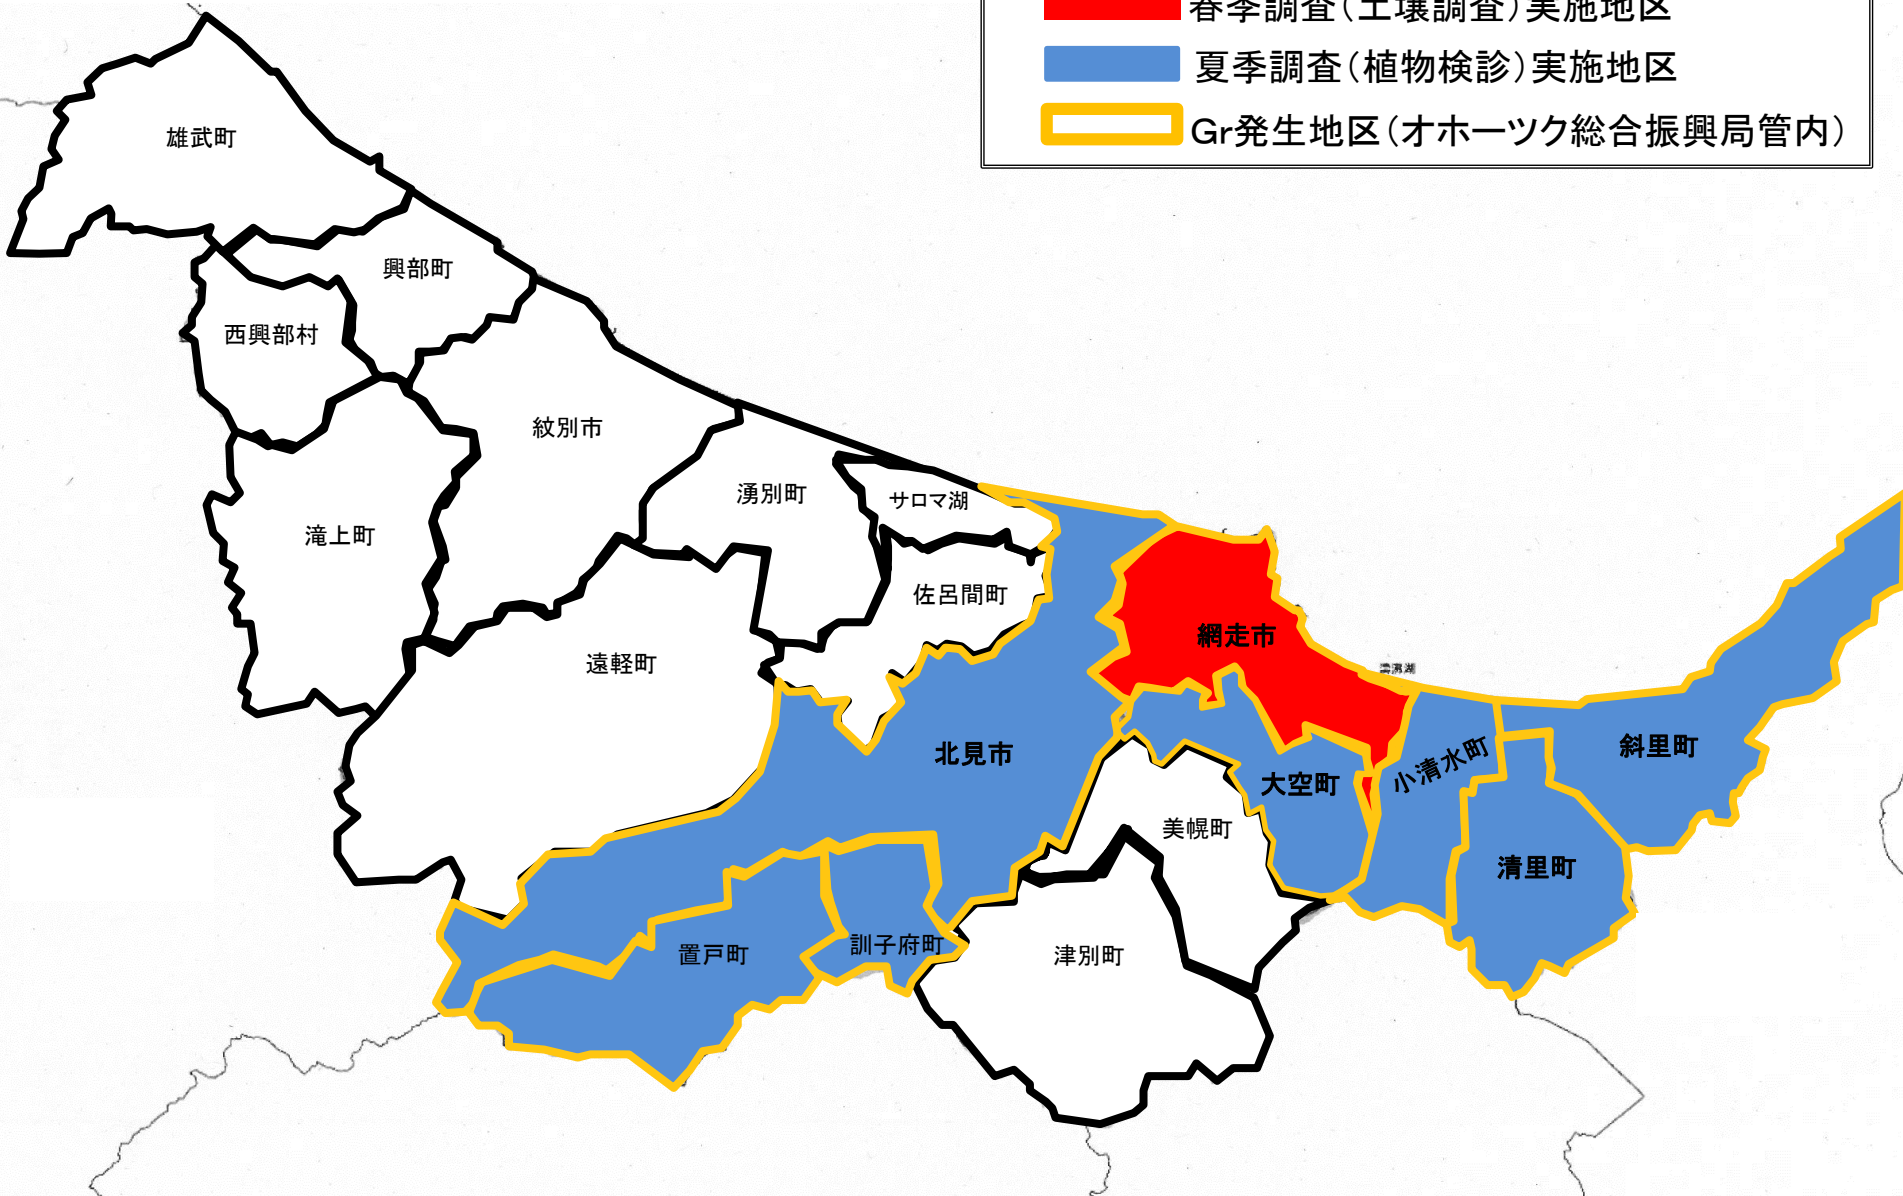 春季調査（土壌調査）実施地区
夏季調査（植物検診）実施地区
Gr発生地区（オホーツク総合振興局管内）
雄武町
興部町
西興部村
紋別市
湧別町
サロマ湖
滝上町
佐呂間町
遠軽町
網走市
濤沸湖
北見市
大空町
小清水町
斜里町
美幌町
清里町
置戸町
訓子府町
津別町